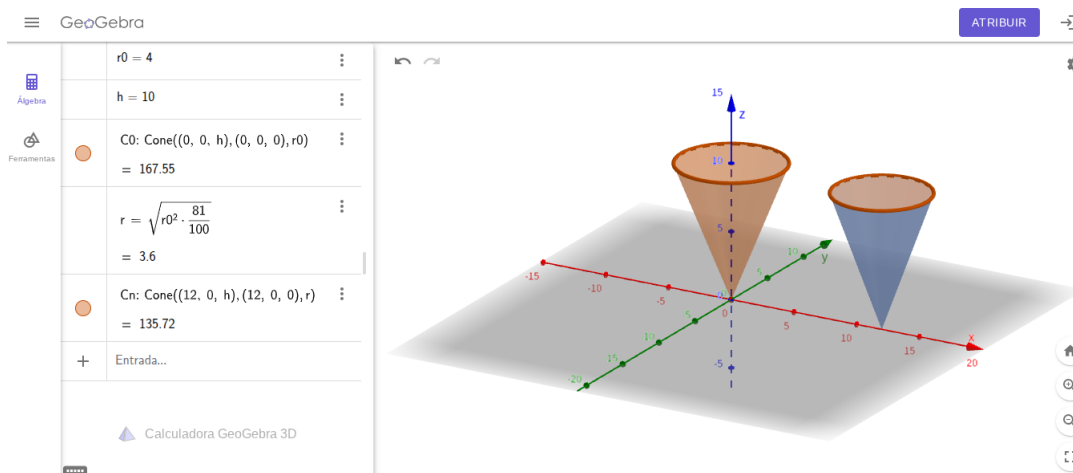 GeoGebra
ATRIBUIR
Álgebra
Ferramentas
r0 = 4
h = 10
C0: Cone((0, 0, h), (0, 0, 0), r0)
= 167.55
r = √(r0² · 81/100)
= 3.6
Cn: Cone((12, 0, h), (12, 0, 0), r)
= 135.72
Entrada...
Calculadora GeoGebra 3D
15
z
10
5
0
-5
-15
-10
-5
0
5
10
15
20
x
10
5
y
5
10
15
-20